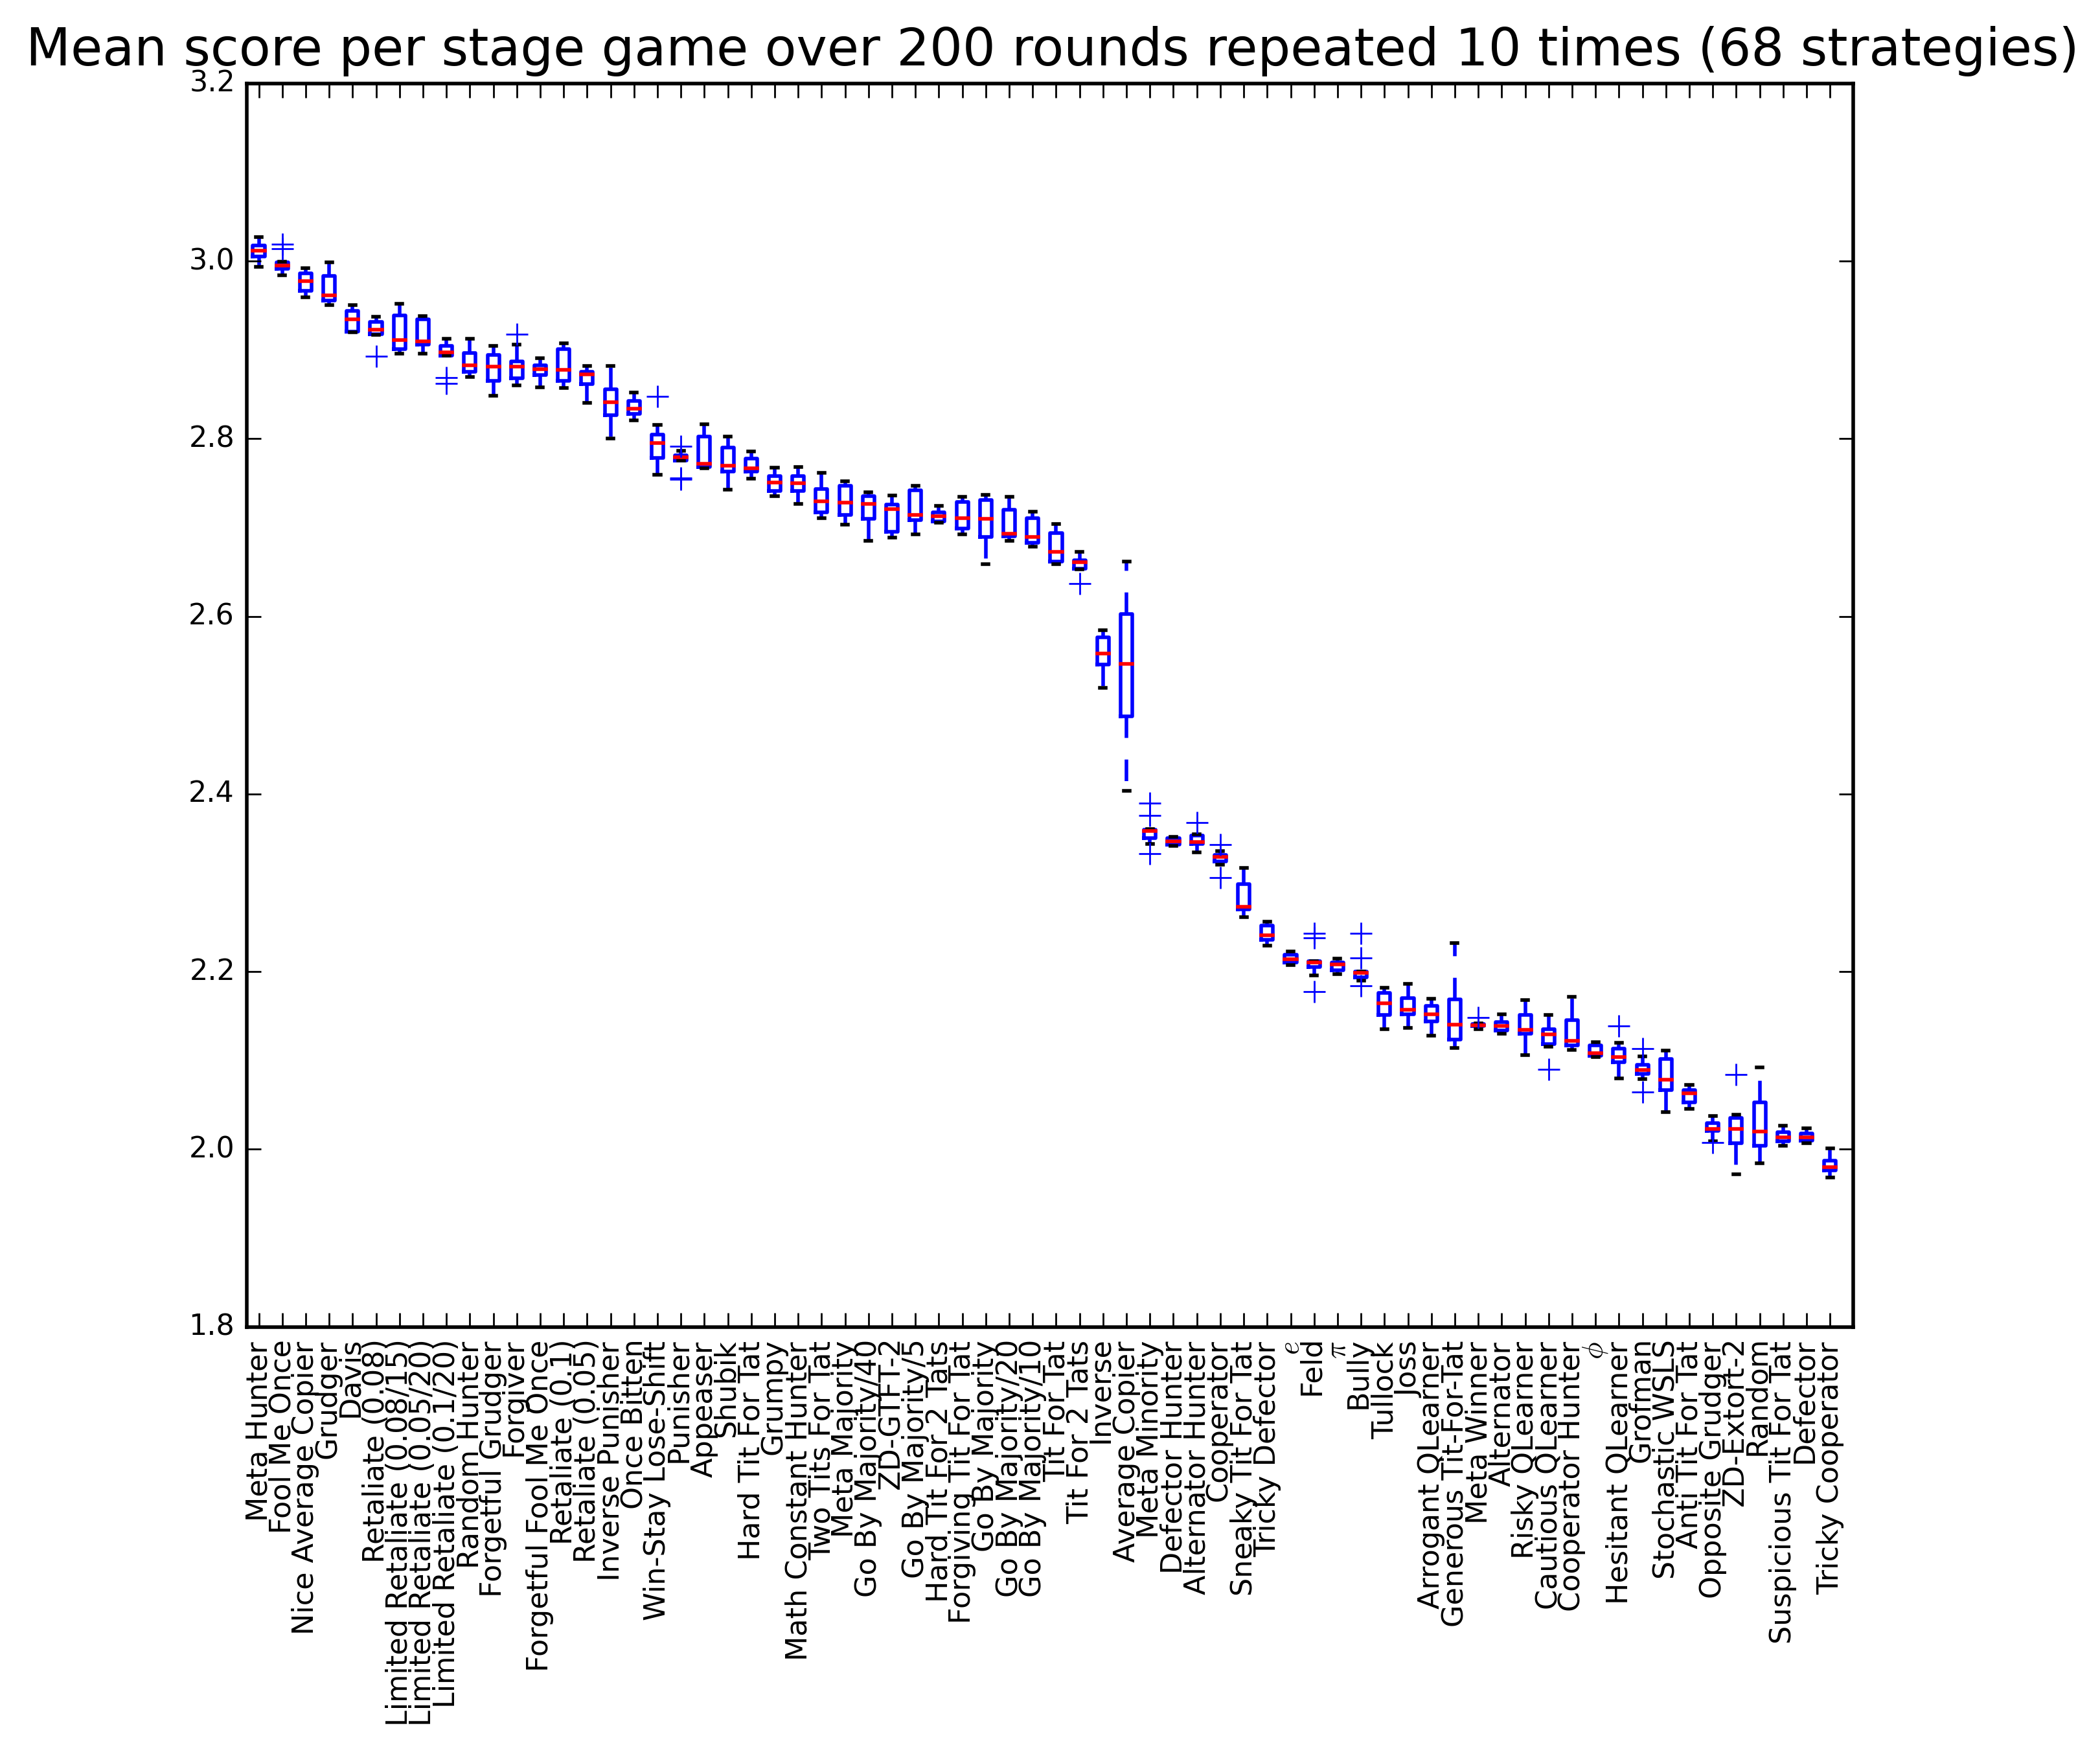 Mean score per stage game over 200 rounds repeated 10 times (68 strategies)
3.2
3.0
2.8
2.6
2.4
2.2
2.0
1.8
Meta Hunter
Fool Me Once
Nice Average Copier
Grudger
Davis
Retaliate (0.08)
Limited Retaliate (0.08/15)
Limited Retaliate (0.05/20)
Limited Retaliate (0.1/20)
Random Hunter
Forgetful Grudger
Forgiver
Forgetful Fool Me Once
Retaliate (0.1)
Retaliate (0.05)
Inverse Punisher
Once Bitten
Win-Stay Lose-Shift
Punisher
Appeaser
Shubik
Hard Tit For Tat
Grumpy
Math Constant Hunter
Two Tits For Tat
Meta Majority
Go By Majority/40
ZD-GTFT-2
Go By Majority/5
Hard Tit For 2 Tats
Forgiving Tit For Tat
Go By Majority
Go By Majority/20
Go By Majority/10
Tit For Tat
Tit For 2 Tats
Inverse
Average Copier
Meta Minority
Defector Hunter
Alternator Hunter
Cooperator
Sneaky Tit For Tat
Tricky Defector
e
Feld
π
Bully
Tullock
Joss
Arrogant QLearner
Generous Tit-For-Tat
Meta Winner
Alternator
Risky QLearner
Cautious QLearner
Cooperator Hunter
ϕ
Hesitant QLearner
Grofman
Stochastic WSLS
Anti Tit For Tat
Opposite Grudger
ZD-Extort-2
Random
Suspicious Tit For Tat
Defector
Tricky Cooperator